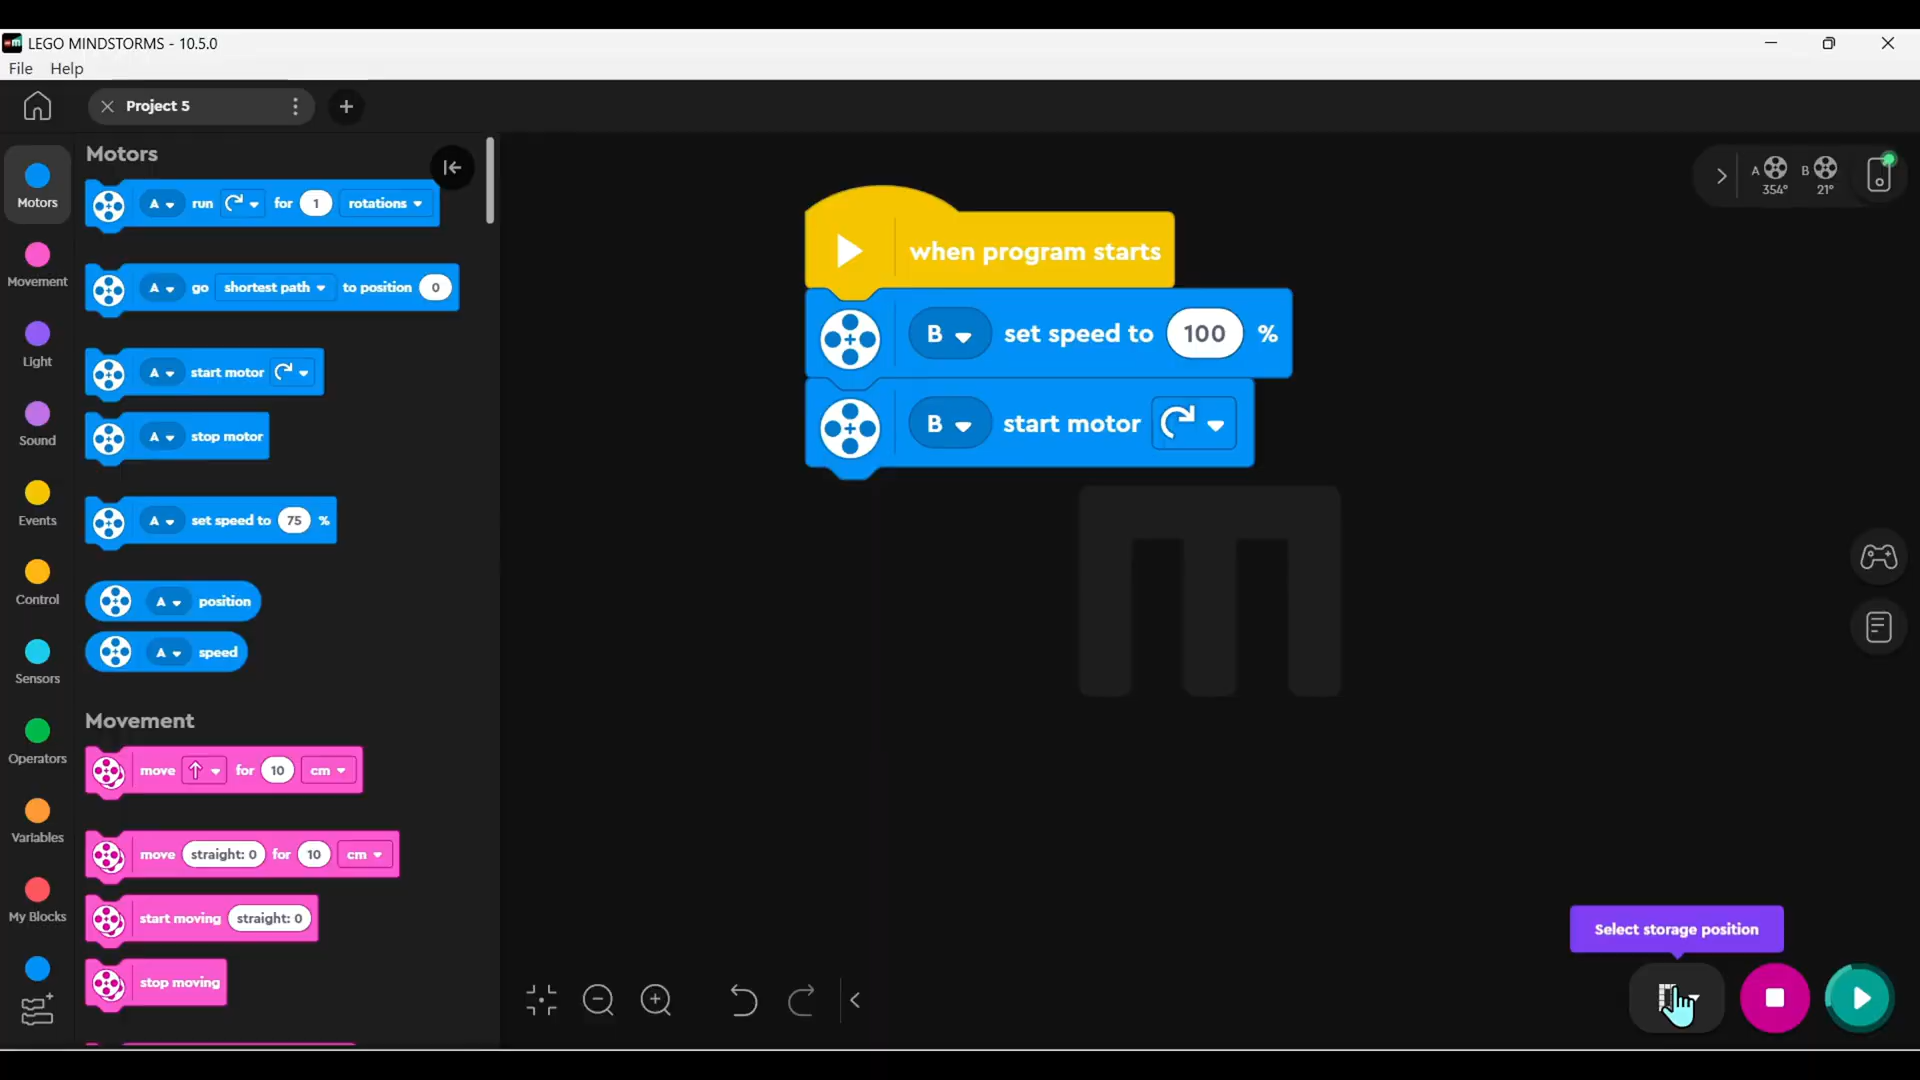 LEGO MINDSTORMS - 10.5.0
File Help
Project 5
Motors
A run for 1 rotations
A go shortest path to position 0
A start motor
A stop motor
A set speed to 75 %
A position
A speed
Movement
move for 10 cm
move straight: 0 for 10 cm
start moving straight: 0
stop moving
Motors
Movement
Light
Sound
Events
Control
Sensors
Operators
Variables
My Blocks
when program starts
B set speed to 100 %
B start motor
A 354°
B 21°
Select storage position